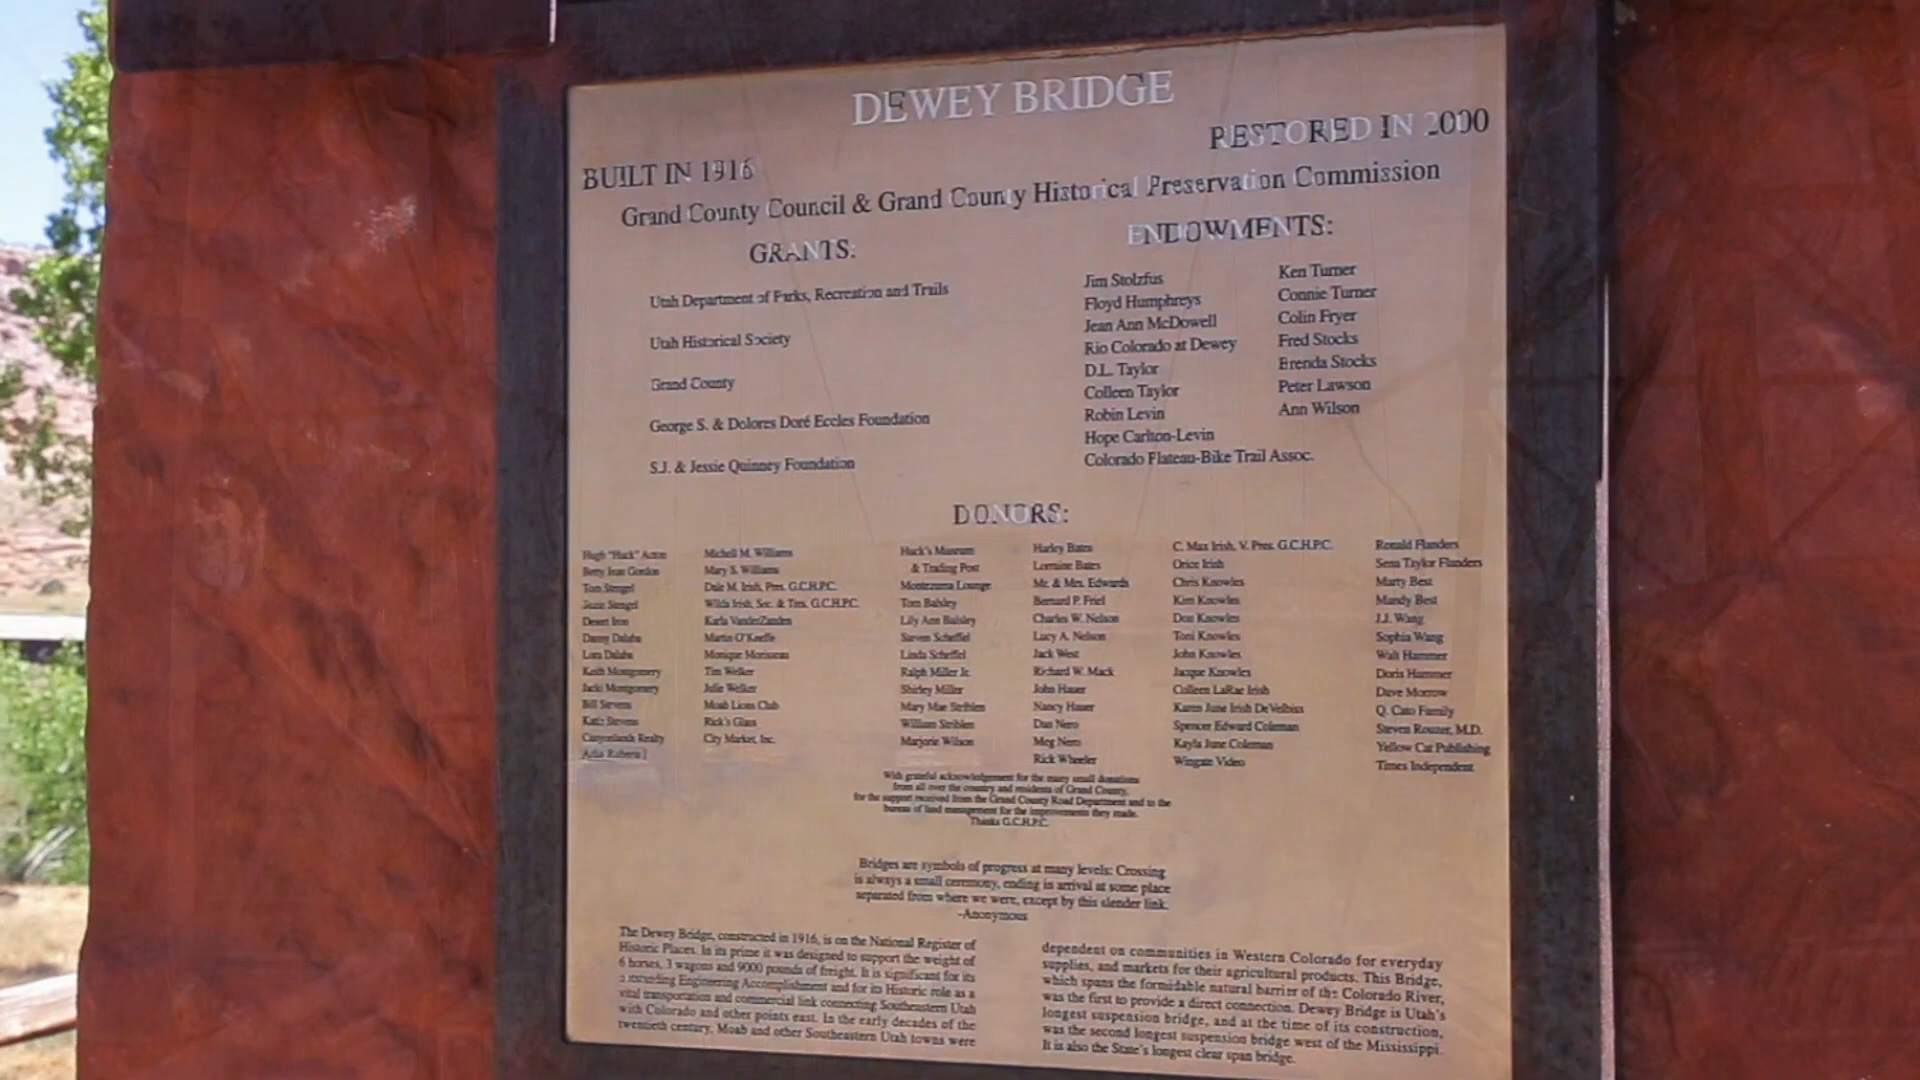 DEWEY BRIDGE
RESTORED IN 2000
BUILT IN 1916
Grand County Council & Grand County Historical Preservation Commission
GRANTS:
Utah Department of Parks, Recreation and Trails
Utah Historical Society
Grand County
George S. & Dolores Doré Eccles Foundation
S.J. & Jessie Quinney Foundation
ENDOWMENTS:
Jim Stolzfus
Floyd Humphreys
Jean Ann McDowell
Rio Colorado at Dewey
D.L. Taylor
Colleen Taylor
Robin Levin
Hope Carlton-Levin
Colorado Plateau-Bike Trail Assoc.
Ken Turner
Connie Turner
Colin Fryer
Fred Stocks
Brenda Stocks
Peter Lawson
Ann Wilson
DONORS:
Hugh "Huck" Acton
Betty Jean Gordon
Tom Stengel
Stengel
Desert Iron
Danny Dalaba
Lora Dalaba
Keith Montgomery
Jacki Montgomery
Bill Stevens
Katie Stevens
Canyonlands Realty
Michell M. Williams
Mary S. Williams
Dale M. Irish, Pres. G.C.H.P.C.
Wilda Irish, Sec. & Tres. G.C.H.P.C.
Karla VanderZanden
Martin O'Keeffe
Monique Morisseau
Tim Welker
Julie Welker
Moab Lions Club
Rick's Glass
City Market, Inc.
Huck's Museum
& Trading Post
Montezuma Lounge
Tom Balsley
Lily Ann Balsley
Steven Scheffel
Linda Scheffel
Ralph Miller Jr.
Shirley Miller
Mary Mae Stribles
William Stribles
Marjorie Wilson
Harley Bates
Lorraine Bates
Mr. & Mrs. Edwards
Bernard P. Friel
Charles W. Nelson
Lucy A. Nelson
Jack West
Richard W. Mack
John Hauer
Nancy Hauer
Dan Nero
Meg Nero
Rick Wheeler
C. Max Irish, V. Pres. G.C.H.P.C.
Orice Irish
Chris Knowles
Kim Knowles
Don Knowles
Toni Knowles
John Knowles
Jacque Knowles
Colleen LaRae Irish
Karen June Irish DeVelbiss
Spencer Edward Coleman
Kayla June Coleman
Wingate Video
Ronald Flanders
Sena Taylor Flanders
Marty Best
Mandy Best
J.J. Wang
Sophia Wang
Walt Hammer
Doris Hammer
Dave Morrow
Q. Cato Family
Steven Rouzer, M.D.
Yellow Cat Publishing
Times Independent
With grateful acknowledgement for the many small donations
from all over the country and residents of Grand County,
for the support received from the Grand County Road Department and to the
bureau of land management for the improvements they made.
Thanks G.C.H.P.C.
Bridges are symbols of progress at many levels: Crossing
is always a small ceremony, ending in arrival at some place
separated from where we were, except by this slender link.
-Anonymous
The Dewey Bridge, constructed in 1916, is on the National Register of
Historic Places. In its prime it was designed to support the weight of
6 horses, 3 wagons and 9000 pounds of freight. It is significant for its
Engineering Accomplishment and for its Historic role as a
vital transportation and commercial link connecting Southeastern Utah
with Colorado and other points east. In the early decades of the
twentieth century, Moab and other Southeastern Utah towns were
dependent on communities in Western Colorado for everyday
supplies, and markets for their agricultural products. This Bridge,
which spans the formidable natural barrier of the Colorado River,
was the first to provide a direct connection. Dewey Bridge is Utah's
longest suspension bridge, and at the time of its construction,
was the second longest suspension bridge west of the Mississippi.
It is also the State's longest clear span bridge.